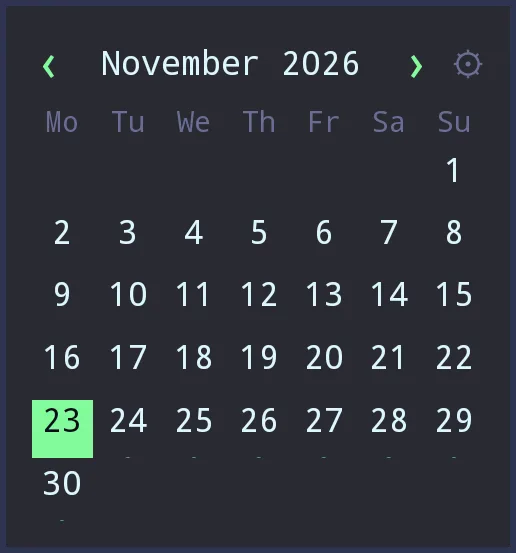 ‹ November 2026 ›
Mo Tu We Th Fr Sa Su
1
2 3 4 5 6 7 8
9 10 11 12 13 14 15
16 17 18 19 20 21 22
23 24 25 26 27 28 29
- - - - - -
30
-